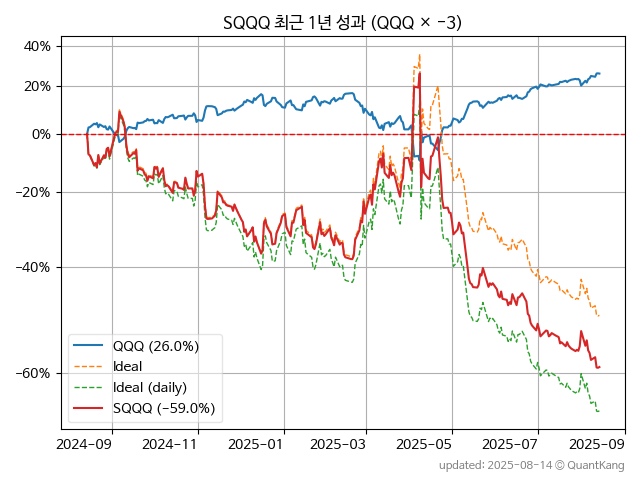 SQQQ 최근 1년 성과 (QQQ × −3)
40%
20%
0%
−20%
−40%
−60%
QQQ (26.0%)
Ideal
Ideal (daily)
SQQQ (−59.0%)
2024−09
2024−11
2025−01
2025−03
2025−05
2025−07
2025−09
updated: 2025-08-14 © QuantKang